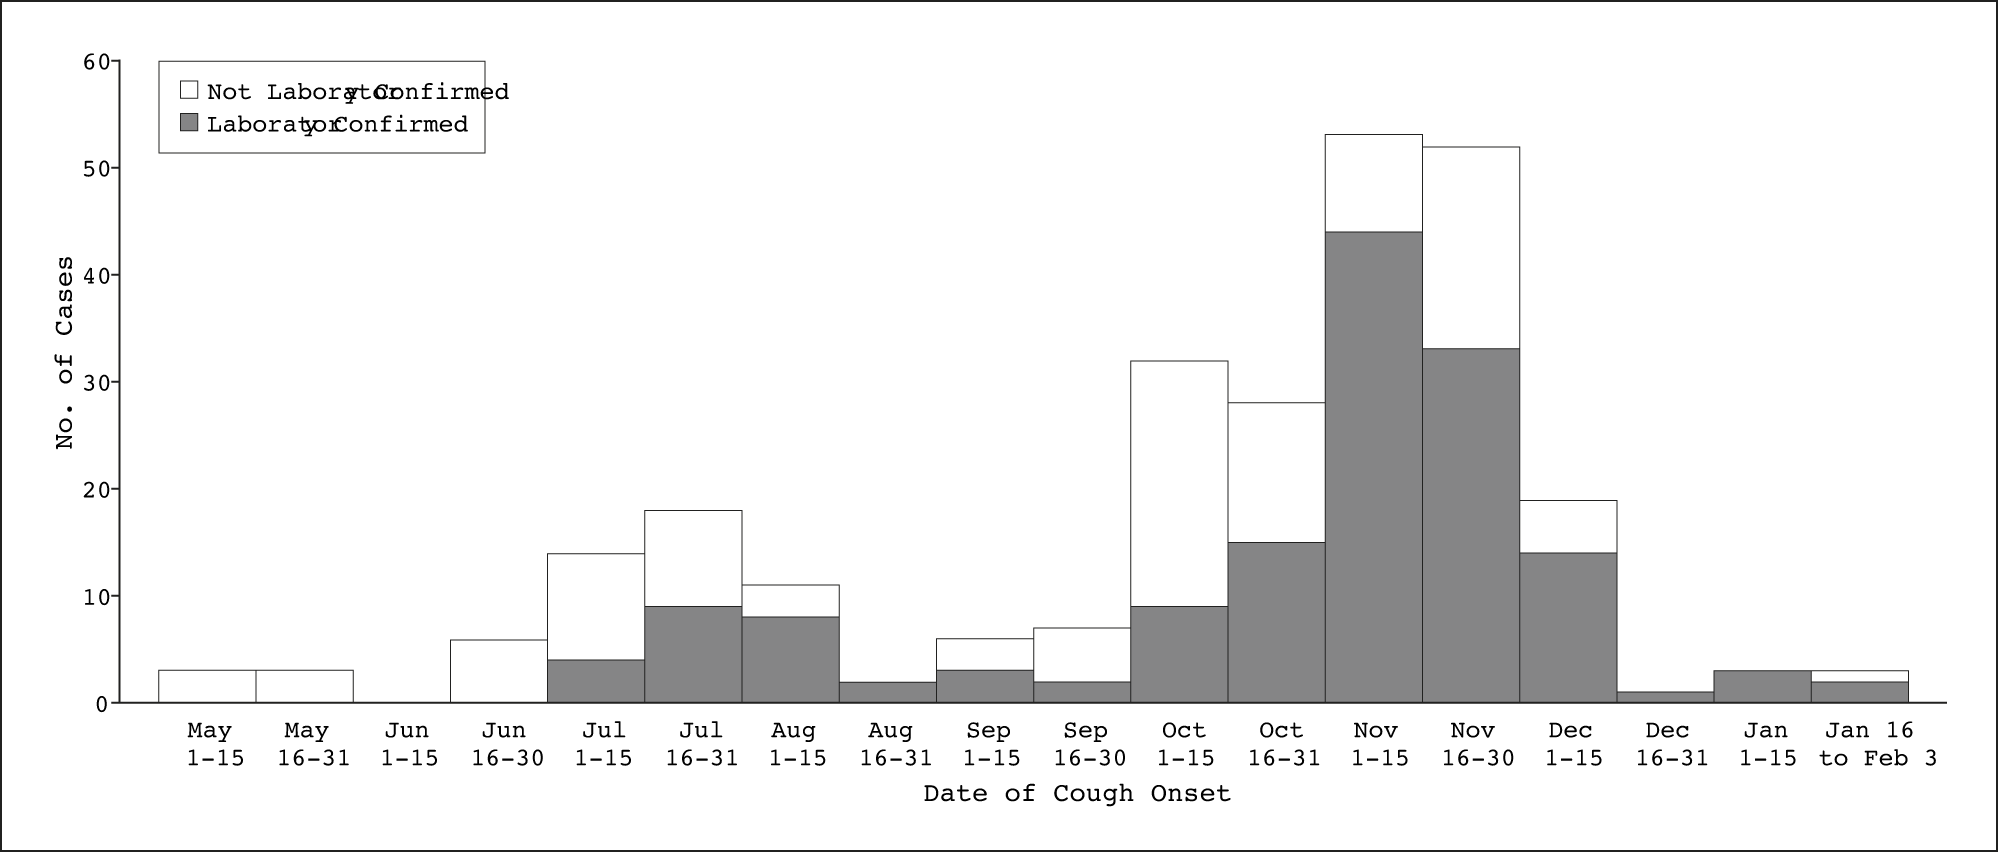 60
50
40
30
20
10
0
No. of Cases
Not Laboratory Confirmed
Laboratory Confirmed
May 1-15
May 16-31
Jun 1-15
Jun 16-30
Jul 1-15
Jul 16-31
Aug 1-15
Aug 16-31
Sep 1-15
Sep 16-30
Oct 1-15
Oct 16-31
Nov 1-15
Nov 16-30
Dec 1-15
Dec 16-31
Jan 1-15
Jan 16 to Feb 3
Date of Cough Onset